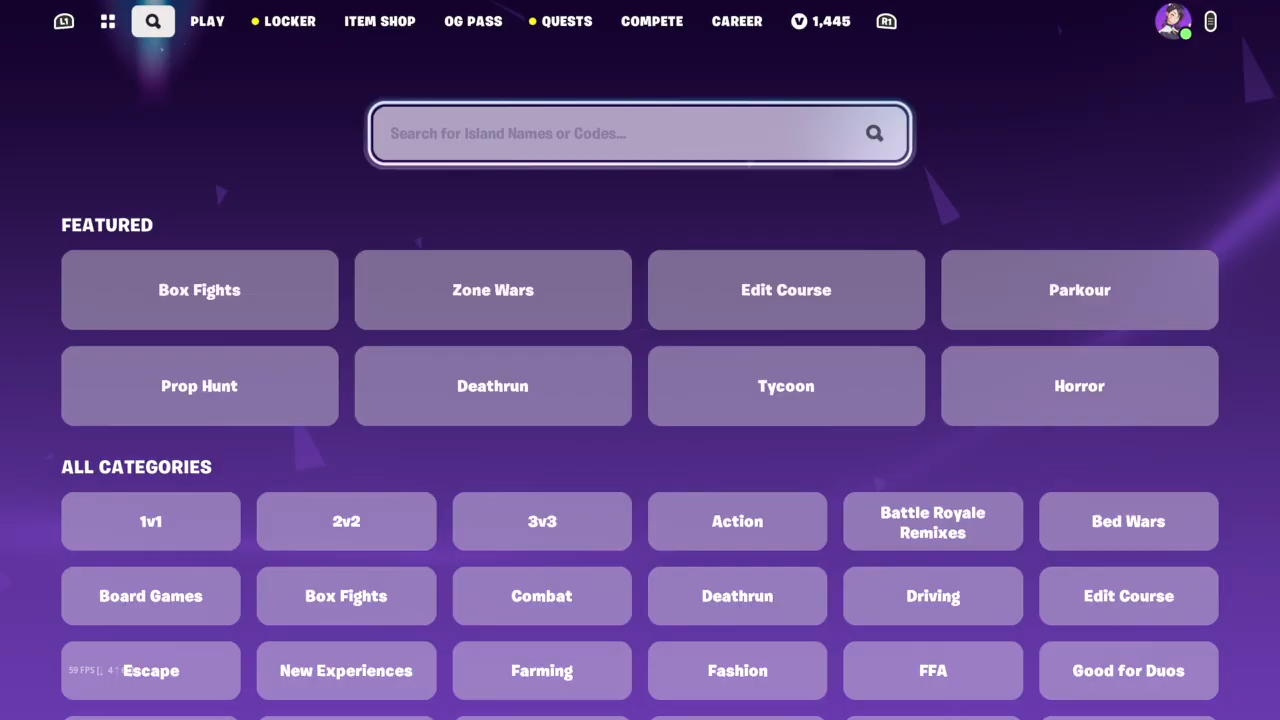 L1 PLAY LOCKER ITEM SHOP OG PASS QUESTS COMPETE CAREER V 1,445 R1
Search for Island Names or Codes...
FEATURED
Box Fights Zone Wars Edit Course Parkour
Prop Hunt Deathrun Tycoon Horror
ALL CATEGORIES
1v1 2v2 3v3 Action Battle Royale Remixes Bed Wars
Board Games Box Fights Combat Deathrun Driving Edit Course
59 FPS Escape New Experiences Farming Fashion FFA Good for Duos